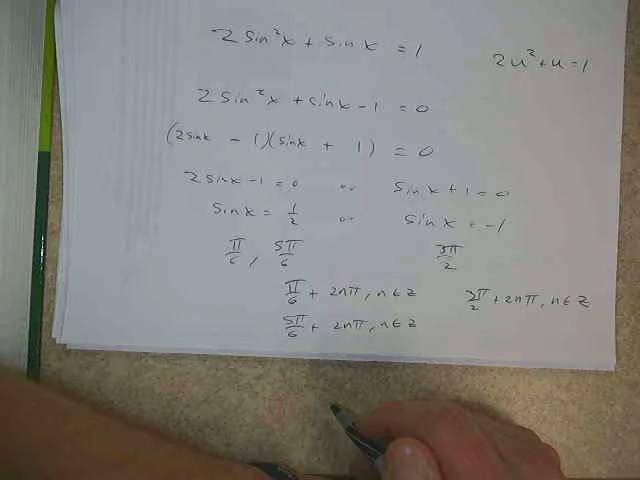 2 sin²x + sin x = 1
2u² + u = 1
2 sin²x + sin x - 1 = 0
(2 sin x - 1)(sin x + 1) = 0
2 sin x - 1 = 0 or sin x + 1 = 0
sin x = 1/2 or sin x = -1
π/6, 5π/6 3π/2
π/6 + 2nπ, n ∈ Z 3π/2 + 2nπ, n ∈ Z
5π/6 + 2nπ, n ∈ Z